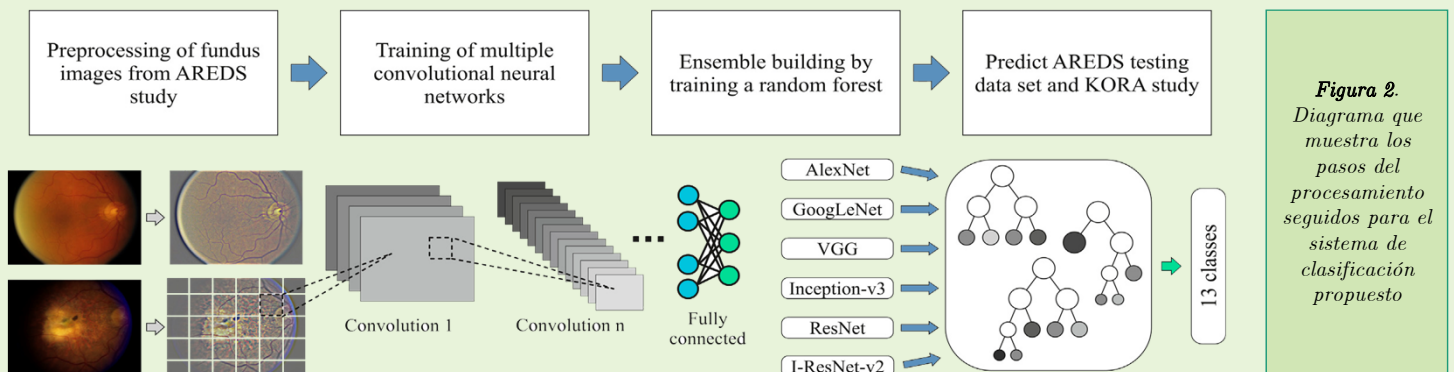 Preprocessing of fundus
images from AREDS
study
Training of multiple
convolutional neural
networks
Ensemble building by
training a random forest
Predict AREDS testing
data set and KORA study
Figura 2.
Diagrama que
muestra los
pasos del
procesamiento
seguidos para el
sistema de
clasificación
propuesto
Convolution 1
Convolution n
Fully
connected
AlexNet
GoogLeNet
VGG
Inception-v3
ResNet
I-ResNet-v2
13 classes